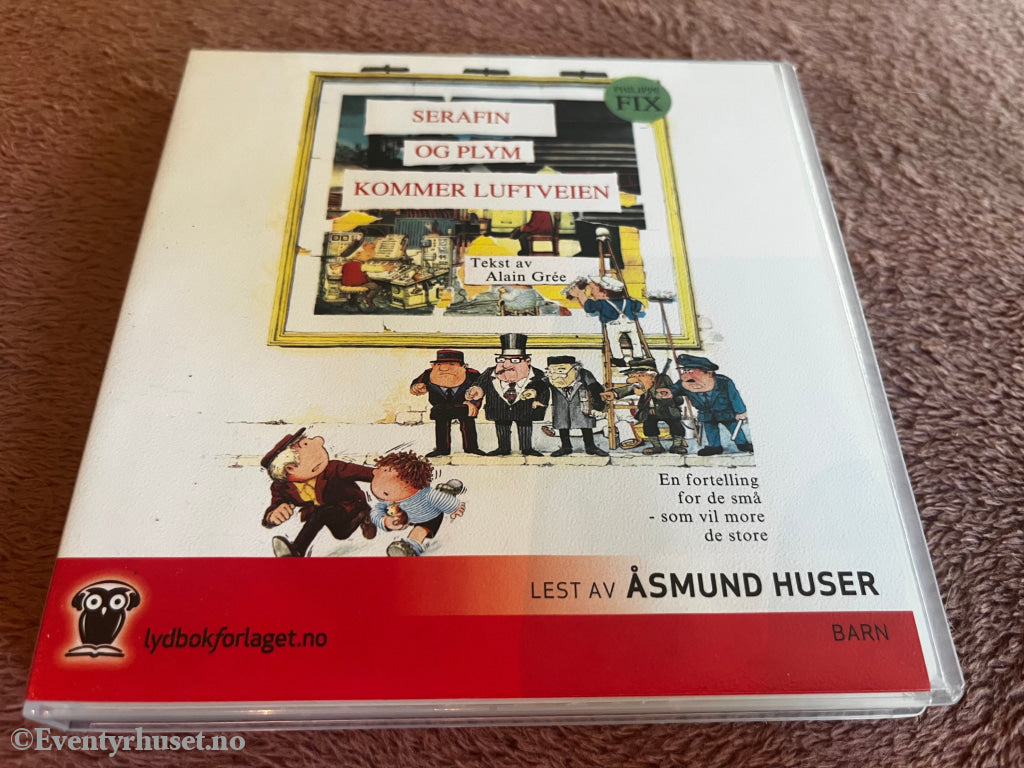 PHILIPPE
FIX
SERAFIN
OG PLYM
KOMMER LUFTVEIEN
Tekst av
Alain Grée
En fortelling
for de små
- som vil more
de store
LEST AV ÅSMUND HUSER
BARN
lydbokforlaget.no
©Eventyrhuset.no